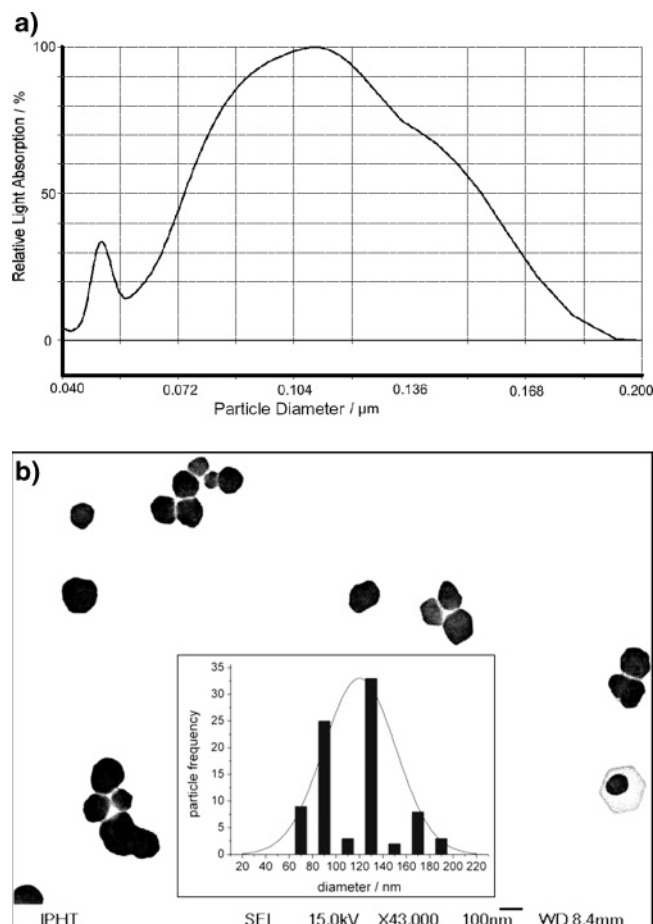 a)
100
50
0
Relative Light Absorption / %
0.040 0.072 0.104 0.136 0.168 0.200
Particle Diameter / µm
b)
35
30
25
20
15
10
5
0
particle frequency
20 40 60 80 100 120 140 160 180 200 220
diameter / nm
IPHT SEI 15.0kV X43,000 100nm WD 8.4mm